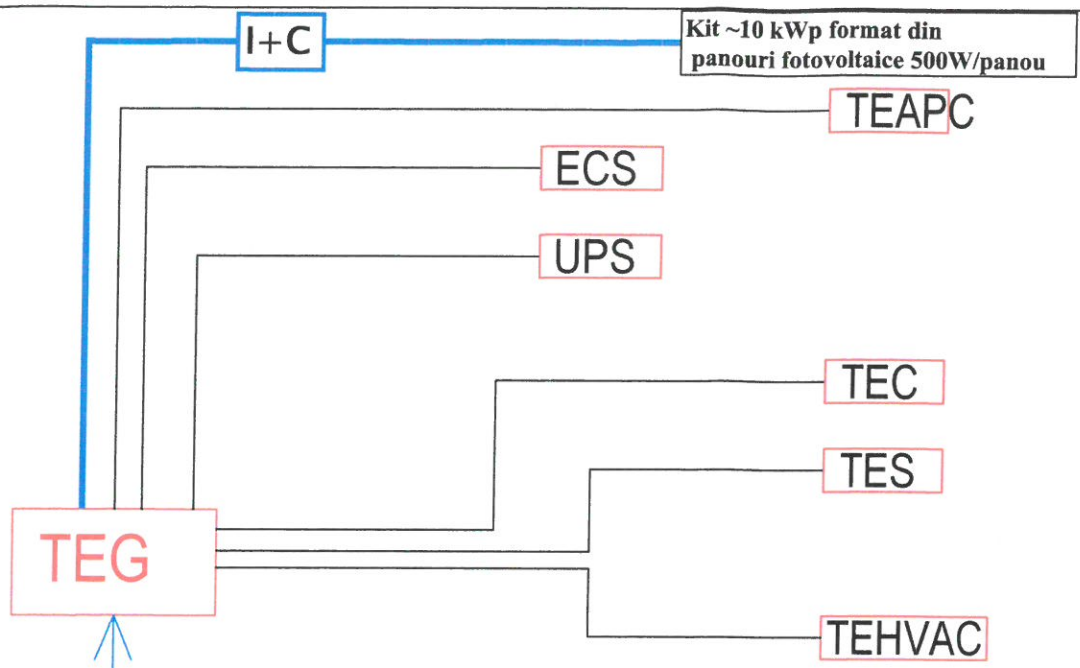 I+C
Kit ~10 kWp format din
panouri fotovoltaice 500W/panou
TEAPC
ECS
UPS
TEC
TES
TEG
TEHVAC